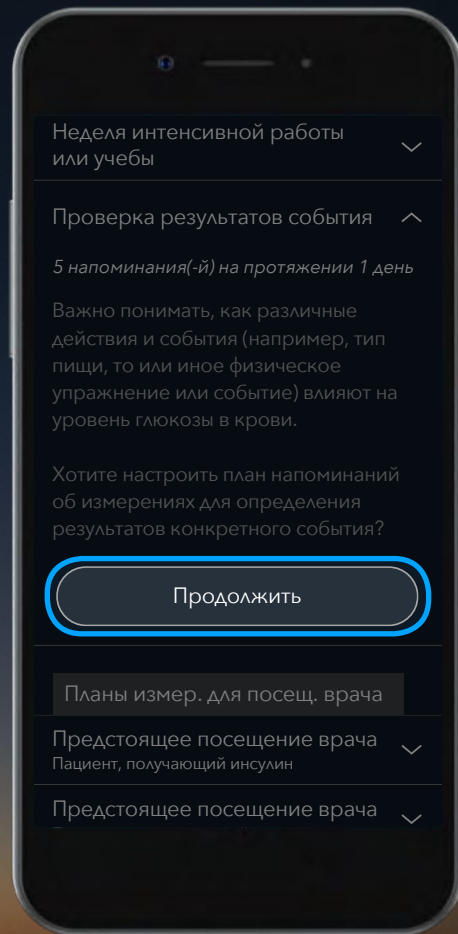 Неделя интенсивной работы
или учебы
Проверка результатов события
5 напоминания(-й) на протяжении 1 день
Важно понимать, как различные
действия и события (например, тип
пищи, то или иное физическое
упражнение или событие) влияют на
уровень глюкозы в крови.
Хотите настроить план напоминаний
об измерениях для определения
результатов конкретного события?
Продолжить
Планы измер. для посещ. врача
Предстоящее посещение врача
Пациент, получающий инсулин
Предстоящее посещение врача